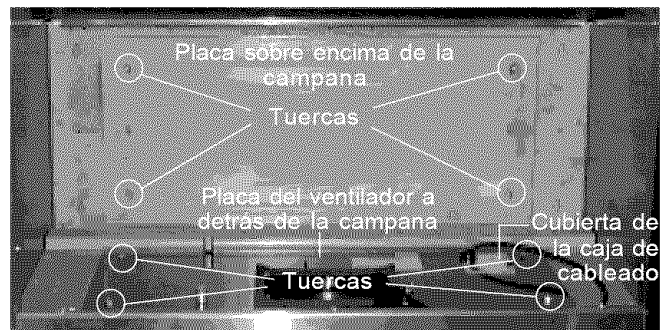 Placa sobre encima de la
campana
Tuercas
Placa del ventilador a
detrás de la campana
Cubierta de
la caja de
cableado
Tuercas